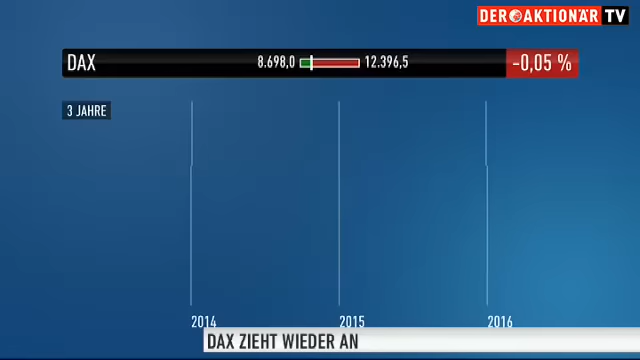 DER AKTIONÄR TV
DAX 8.698,0 12.396,5 -0,05 %
3 JAHRE
2014 2015 2016
DAX ZIEHT WIEDER AN